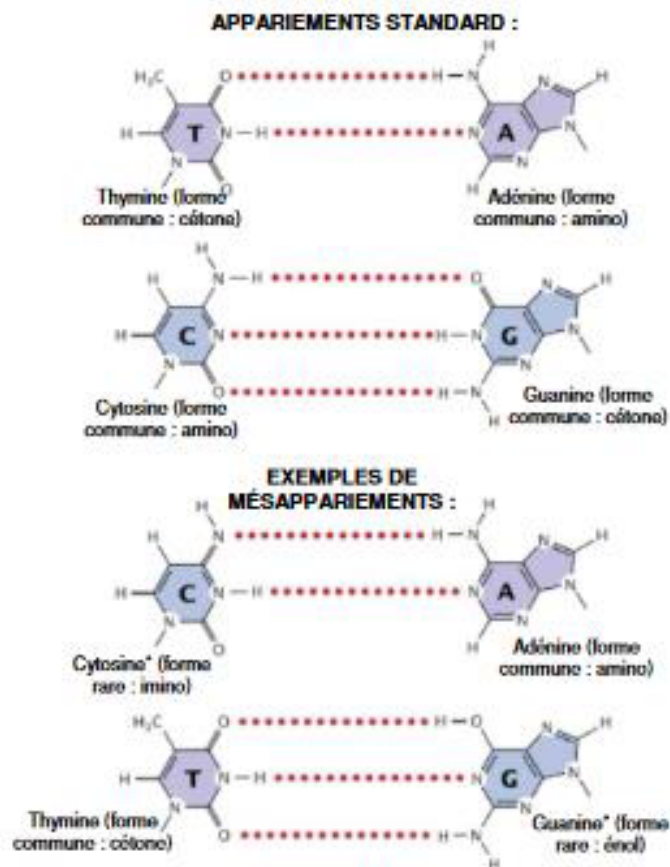 APPARIEMENTS STANDARD :
H
H₃C
O
H
N
N
H
T
N
H
N
A
N
H
N
N
O
H
Thymine (forme
commune : cétone)
Adénine (forme
commune : amino)
H
H
N
H
O
N
H
H
C
N
H
N
G
N
N
N
O
H
N
H
Cytosine (forme
commune : amino)
Guanine (forme
commune : cétone)
EXEMPLES DE
MÉSAPPARIEMENTS :
H
N
H
H
N
N
H
H
H
C
N
H
N
A
N
N
O
N
H
Cytosine* (forme
rare : imino)
Adénine (forme
commune : amino)
H₃C
O
H
O
N
H
H
T
N
H
N
G
N
N
N
O
H
N
H
Thymine (forme
commune : cétone)
Guanine* (forme
rare : énol)